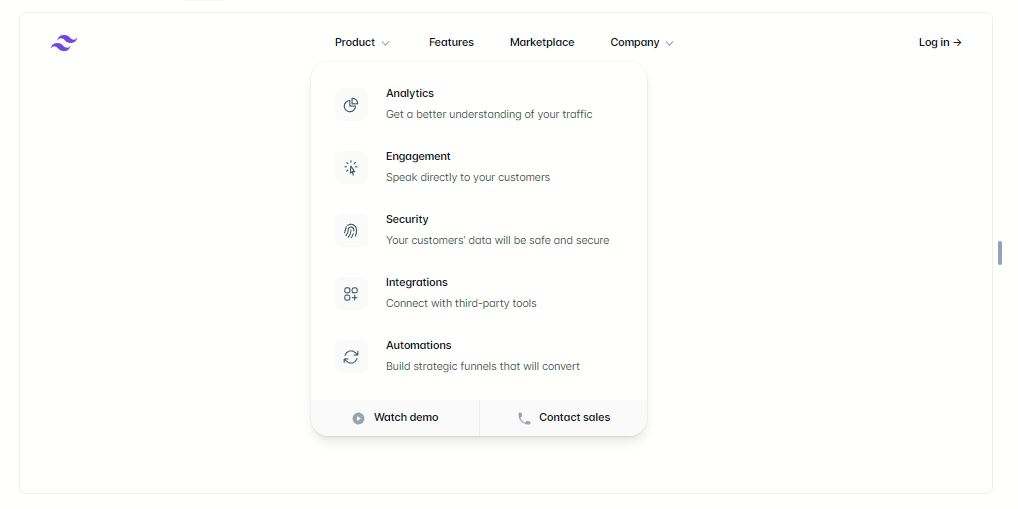 Product Features Marketplace Company Log in →
Analytics
Get a better understanding of your traffic
Engagement
Speak directly to your customers
Security
Your customers' data will be safe and secure
Integrations
Connect with third-party tools
Automations
Build strategic funnels that will convert
Watch demo Contact sales